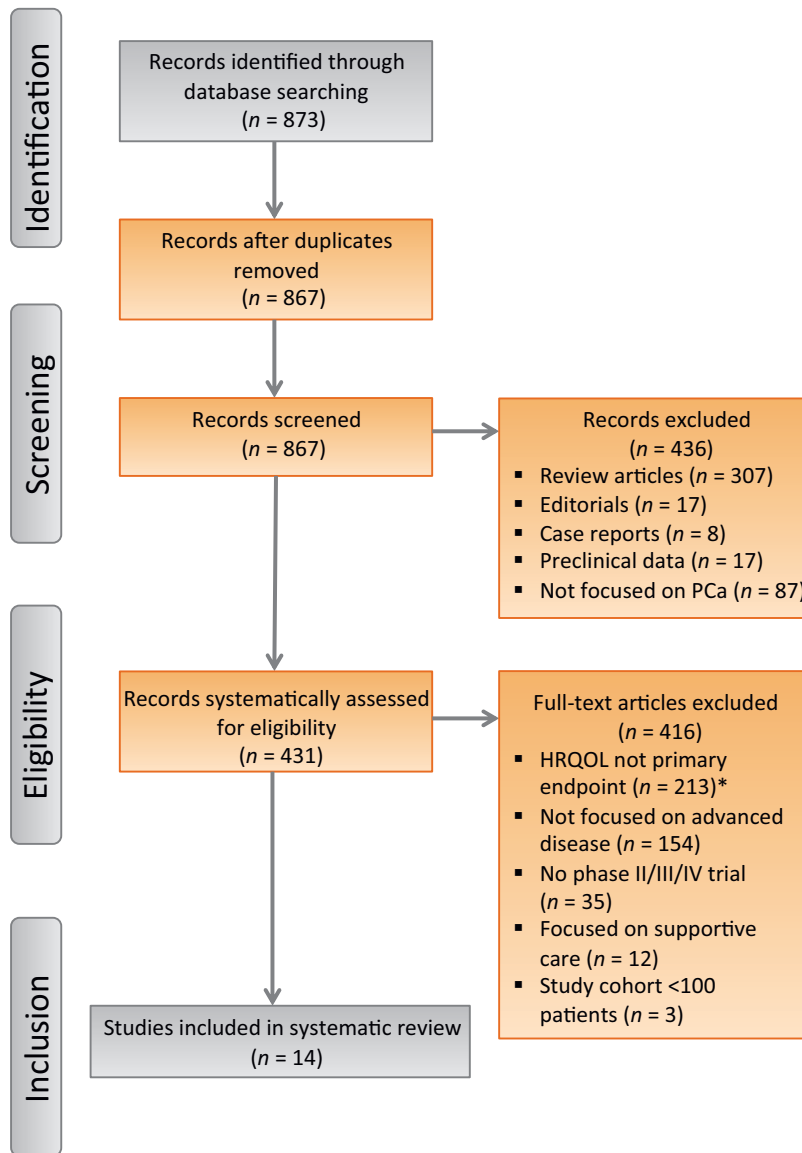 Identification
Records identified through
database searching
(n = 873)
Records after duplicates
removed
(n = 867)
Screening
Records screened
(n = 867)
Records excluded
(n = 436)
▪ Review articles (n = 307)
▪ Editorials (n = 17)
▪ Case reports (n = 8)
▪ Preclinical data (n = 17)
▪ Not focused on PCa (n = 87)
Eligibility
Records systematically assessed
for eligibility
(n = 431)
Full-text articles excluded
(n = 416)
▪ HRQOL not primary
endpoint (n = 213)*
▪ Not focused on advanced
disease (n = 154)
▪ No phase II/III/IV trial
(n = 35)
▪ Focused on supportive
care (n = 12)
▪ Study cohort <100
patients (n = 3)
Inclusion
Studies included in systematic review
(n = 14)